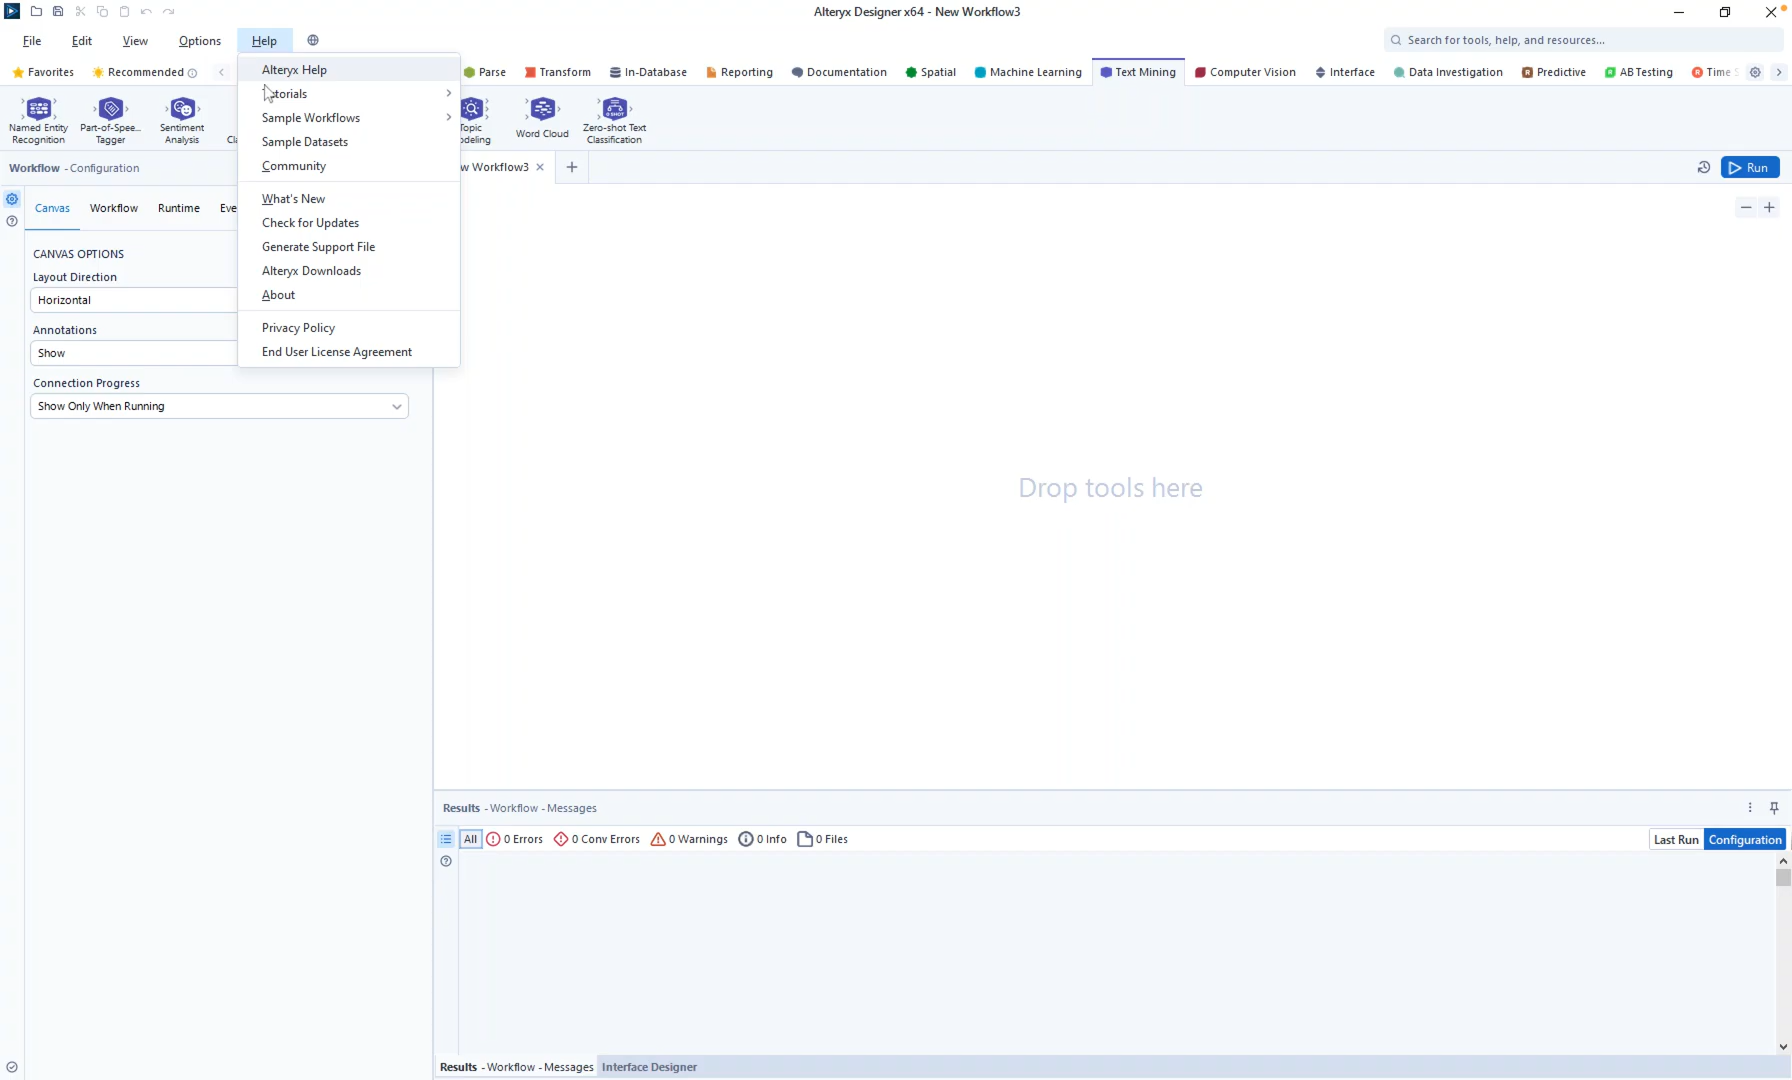 Alteryx Designer x64 - New Workflow3
File Edit View Options Help
Search for tools, help, and resources...
Favorites Recommended Parse Transform In-Database Reporting Documentation Spatial Machine Learning Text Mining Computer Vision Interface Data Investigation Predictive AB Testing Time
Named Entity Recognition
Part-of-Spee... Tagger
Sentiment Analysis
Word Cloud
Zero-shot Text Classification
Alteryx Help
Sample Workflows
Sample Datasets
Community
What's New
Check for Updates
Generate Support File
Alteryx Downloads
About
Privacy Policy
End User License Agreement
Workflow - Configuration
w Workflow3
Run
Canvas Workflow Runtime Eve
CANVAS OPTIONS
Layout Direction
Horizontal
Annotations
Show
Connection Progress
Show Only When Running
Drop tools here
Results - Workflow - Messages
All 0 Errors 0 Conv Errors 0 Warnings 0 Info 0 Files
Last Run Configuration
Results - Workflow - Messages Interface Designer